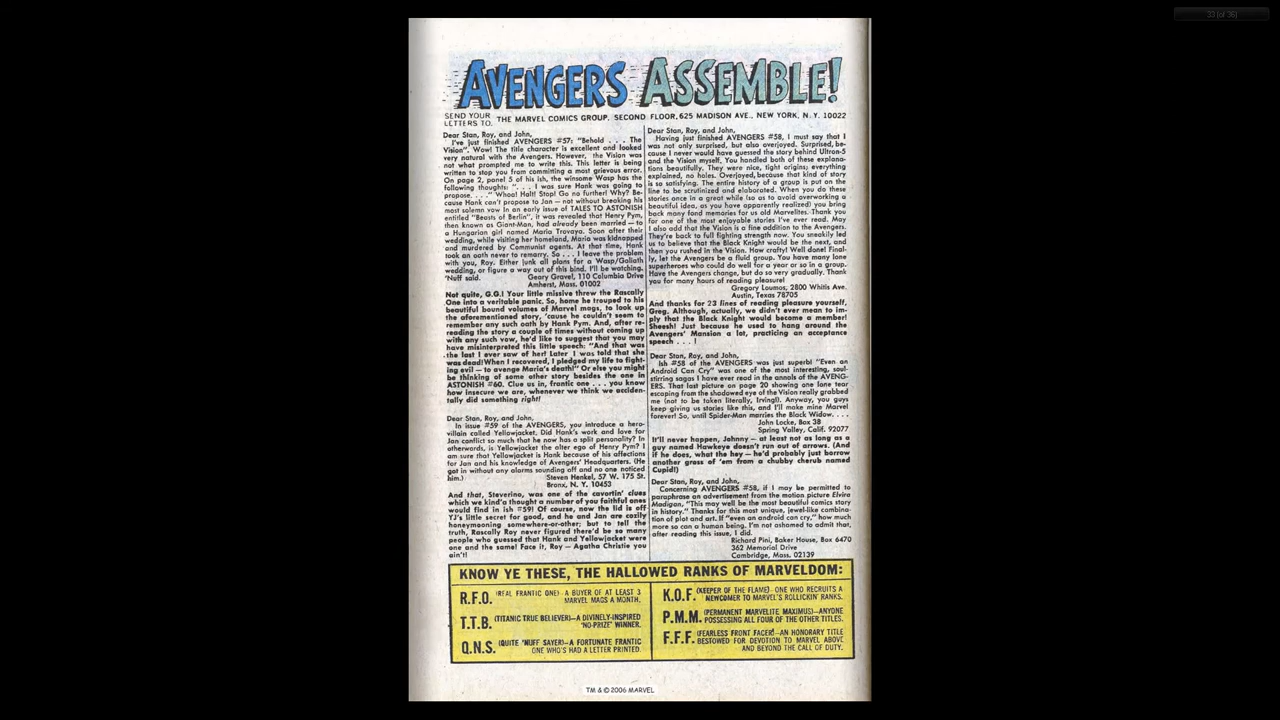 33 (of 36)
AVENGERS ASSEMBLE!
SEND YOUR
LETTERS TO: THE MARVEL COMICS GROUP, SECOND FLOOR, 625 MADISON AVE., NEW YORK, N. Y. 10022
Dear Stan, Roy, and John,
I've just finished AVENGERS #57: "Behold . . . The
Vision". Wow! The title character is excellent and looked
very natural with the Avengers. However, the Vision was
not what prompted me to write this. This letter is being
written to stop you from committing a most grievous error.
On page 2, panel 5 of his ish, the winsome Wasp has the
following thoughts: ". . . I was sure Hank was going to
propose. . . ." Whoa! Halt! Stop! Go no further! Why? Be-
cause Hank can't propose to Jan — not without breaking his
most solemn vow In an early issue of TALES TO ASTONISH
entitled "Beasts of Berlin", it was revealed that Henry Pym,
then known as Giant-Man, had already been married — to
a Hungarian girl named Maria Trovaya. Soon after their
wedding, while visiting her homeland, Maria was kidnapped
and murdered by Communist agents. At that time, Hank
took an oath never to remarry. So . . . I leave the problem
with you, Roy. Either junk all plans for a Wasp/Goliath
wedding, or figure a way out of this bind. I'll be watching.
'Nuff said. Geary Gravel, 110 Columbia Drive
Amherst, Mass. 01002
Not quite, G.G.! Your little missive threw the Rascally
One into a veritable panic. So, home he trouped to his
beautiful bound volumes of Marvel mags, to look up
the aforementioned story, 'cause he couldn't seem to
remember any such oath by Hank Pym. And, after re-
reading the story a couple of times without coming up
with any such vow, he'd like to suggest that you may
have misinterpreted this little speech: "And that was
the last I ever saw of her! Later I was told that she
was dead!When I recovered, I pledged my life to fight-
ing evil — to avenge Maria's death!" Or else you might
be thinking of some other story besides the one in
ASTONISH #60. Clue us in, frantic one . . . you know
how insecure we are, whenever we think we acciden-
tally did something right!
Dear Stan, Roy, and John,
In issue #59 of the AVENGERS, you introduce a hero-
villain called Yellowjacket. Did Hank's work and love for
Jan conflict so much that he now has a split personality? In
otherwords, is Yellowjacket the alter ego of Henry Pym? I
am sure that Yellowjacket is Hank because of his affections
for Jan and his knowledge of Avengers' Headquarters. (He
got in without any alarms sounding off and no one noticed
him.) Steven Henkel, 57 W. 175 St.
Bronx, N. Y. 10453
And that, Steverino, was one of the cavortin' clues
which we kind'a thought a number of you faithful ones
would find in ish #59! Of course, now the lid is off
YJ's little secret for good, and he and Jan are cozily
honeymooning somewhere-or-other; but to tell the
truth, Rascally Roy never figured there'd be so many
people who guessed that Hank and Yellowjacket were
one and the same! Face it, Roy — Agatha Christie you
ain't!
Dear Stan, Roy, and John,
Having just finished AVENGERS #58, I must say that I
was not only surprised, but also overjoyed. Surprised, be-
cause I never would have guessed the story behind Ultron-5
and the Vision myself. You handled both of these explana-
tions beautifully. They were nice, tight origins; everything
explained, no holes. Overjoyed, because that kind of story
is so satisfying. The entire history of a group is put on the
line to be scrutinized and elaborated. When you do these
stories once in a great while (so as to avoid overworking a
beautiful idea, as you have apparently realized) you bring
back many fond memories for us old Marvelites. Thank you
for one of the most enjoyable stories I've ever read. May
I also add that the Vision is a fine addition to the Avengers.
They're back to full fighting strength now. You sneakily led
us to believe that the Black Knight would be the next, and
then you rushed in the Vision. How crafty! Well done! Final-
ly, let the Avengers be a fluid group. You have many lone
superheroes who could do well for a year or so in a group.
Have the Avengers change, but do so very gradually. Thank
you for many hours of reading pleasure!
Gregory Loumos, 2800 Whitis Ave.
Austin, Texas 78705
And thanks for 23 lines of reading pleasure yourself,
Greg. Although, actually, we didn't ever mean to im-
ply that the Black Knight would become a member!
Sheesh! Just because he used to hang around the
Avengers' Mansion a lot, practicing an acceptance
speech . . . !
Dear Stan, Roy, and John,
Ish #58 of the AVENGERS was just superb! "Even an
Android Can Cry" was one of the most interesting, soul-
stirring sagas I have ever read in the annals of the AVENG-
ERS. That last picture on page 20 showing one lone tear
escaping from the shadowed eye of the Vision really grabbed
me (not to be taken literally, Irving!). Anyway, you guys
keep giving us stories like this, and I'll make mine Marvel
forever! So, until Spider-Man marries the Black Widow. . . .
John Locke, Box 38
Spring Valley, Calif. 92077
It'll never happen, Johnny — at least not as long as a
guy named Hawkeye doesn't run out of arrows. (And
if he does, what the hey — he'd probably just borrow
another gross of 'em from a chubby cherub named
Cupid!)
Dear Stan, Roy, and John,
Concerning AVENGERS #58, if I may be permitted to
paraphrase an advertisement from the motion picture Elvira
Madigan, "This may well be the most beautiful comics story
in history." Thanks for this most unique, jewel-like combina-
tion of plot and art. If "even an android can cry," how much
more so can a human being. I'm not ashamed to admit that,
after reading this issue, I did.
Richard Pini, Baker House, Box 6470
362 Memorial Drive
Cambridge, Mass. 02139
KNOW YE THESE, THE HALLOWED RANKS OF MARVELDOM:
R.F.O. (REAL FRANTIC ONE)—A BUYER OF AT LEAST 3
MARVEL MAGS A MONTH.
T.T.B. (TITANIC TRUE BELIEVER)—A DIVINELY-INSPIRED
"NO-PRIZE" WINNER.
Q.N.S. (QUITE 'NUFF SAYER)—A FORTUNATE FRANTIC
ONE WHO'S HAD A LETTER PRINTED.
K.O.F. (KEEPER OF THE FLAME)—ONE WHO RECRUITS A
NEWCOMER TO MARVEL'S ROLLICKIN' RANKS.
P.M.M. (PERMANENT MARVELITE MAXIMUS)—ANYONE
POSSESSING ALL FOUR OF THE OTHER TITLES.
F.F.F. (FEARLESS FRONT FACER)—AN HONORARY TITLE
BESTOWED FOR DEVOTION TO MARVEL ABOVE
AND BEYOND THE CALL OF DUTY.
TM & © 2006 MARVEL